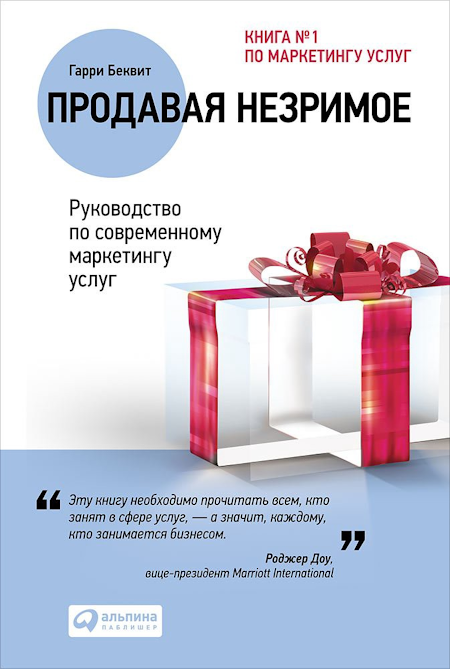 КНИГА №1
ПО МАРКЕТИНГУ УСЛУГ
Гарри Беквит
ПРОДАВАЯ НЕЗРИМОЕ
Руководство
по современному
маркетингу
услуг
“ Эту книгу необходимо прочитать всем, кто
занят в сфере услуг, — а значит, каждому,
кто занимается бизнесом. ”
Роджер Доу,
вице-президент Marriott International
альпина
ПАБЛИШЕР